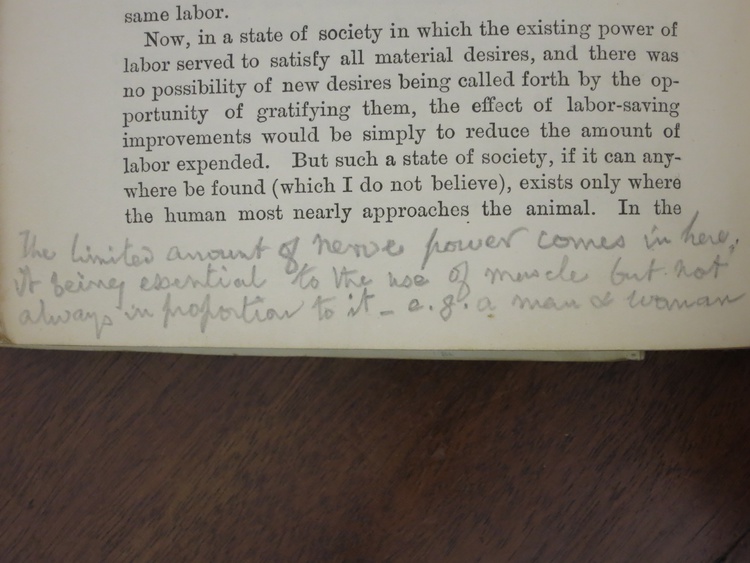 same labor.
Now, in a state of society in which the existing power of
labor served to satisfy all material desires, and there was
no possibility of new desires being called forth by the op-
portunity of gratifying them, the effect of labor-saving
improvements would be simply to reduce the amount of
labor expended. But such a state of society, if it can any-
where be found (which I do not believe), exists only where
the human most nearly approaches the animal. In the
The limited amount of nerve power comes in here,
it being essential to the use of muscle but not
always in proportion to it – e.g. a man & woman